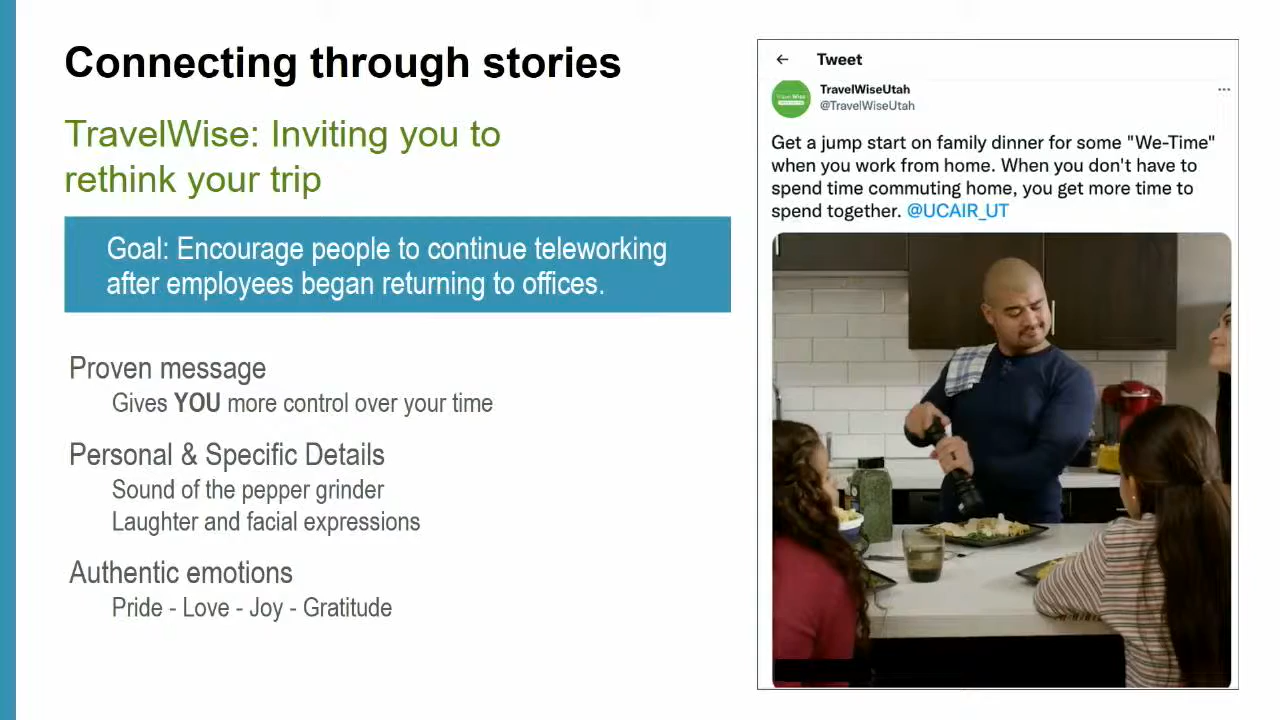 Connecting through stories
TravelWise: Inviting you to
rethink your trip
Goal: Encourage people to continue teleworking
after employees began returning to offices.
Proven message
Gives YOU more control over your time
Personal & Specific Details
Sound of the pepper grinder
Laughter and facial expressions
Authentic emotions
Pride - Love - Joy - Gratitude
Tweet
TravelWiseUtah
@TravelWiseUtah
Get a jump start on family dinner for some "We-Time"
when you work from home. When you don't have to
spend time commuting home, you get more time to
spend together. @UCAIR_UT